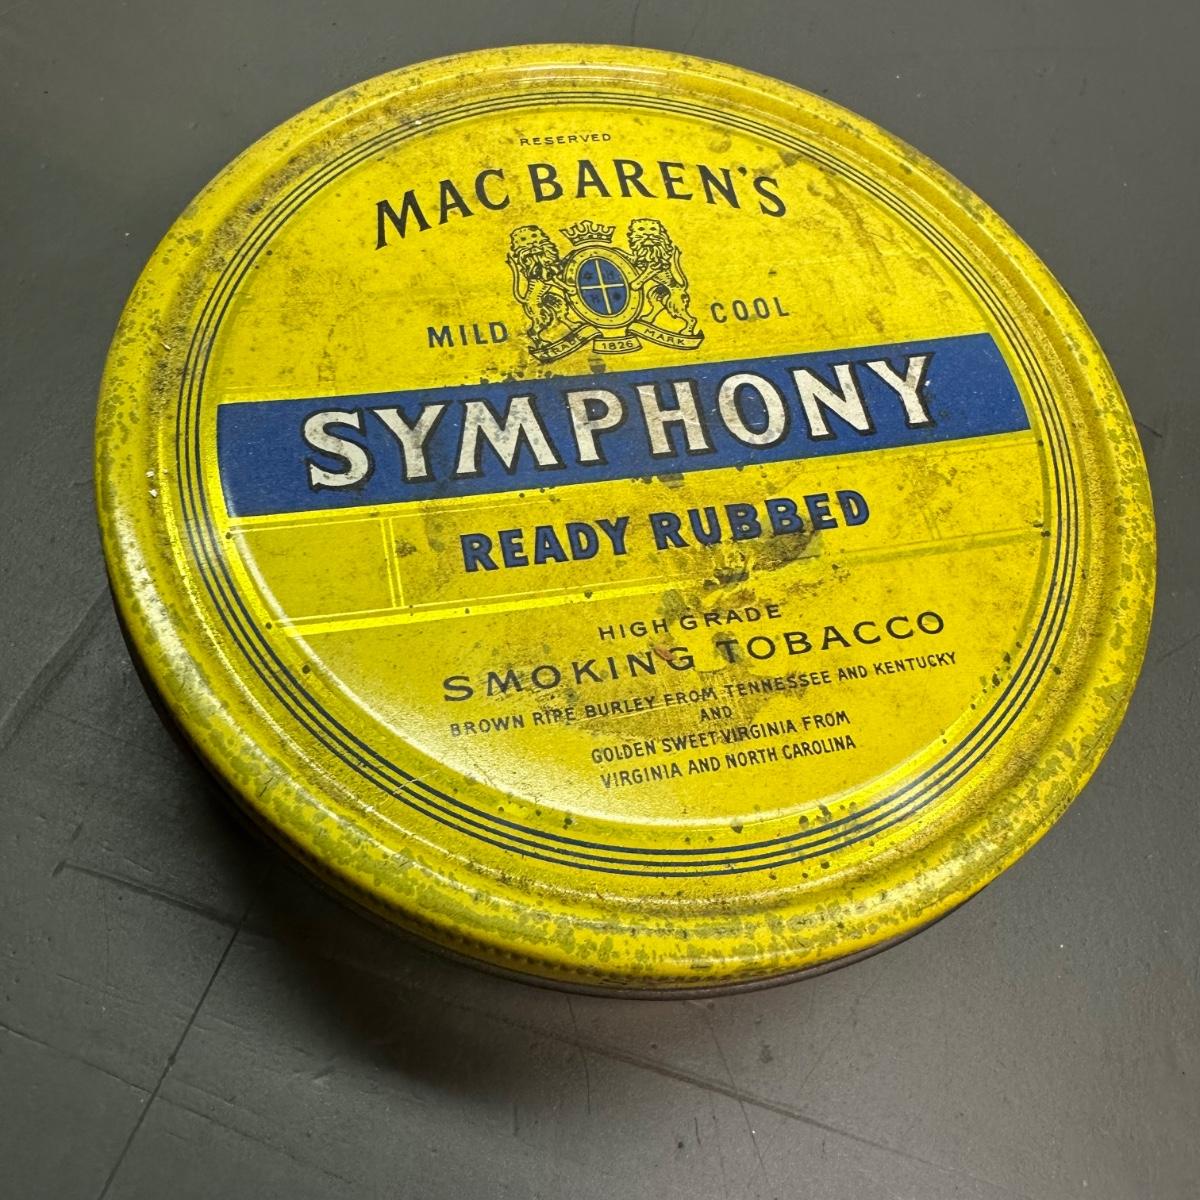 RESERVED
MAC BAREN'S
MILD COOL
TRADE 1826 MARK
SYMPHONY
READY RUBBED
HIGH GRADE
SMOKING TOBACCO
BROWN RIPE BURLEY FROM TENNESSEE AND KENTUCKY
AND
GOLDEN SWEET VIRGINIA FROM
VIRGINIA AND NORTH CAROLINA